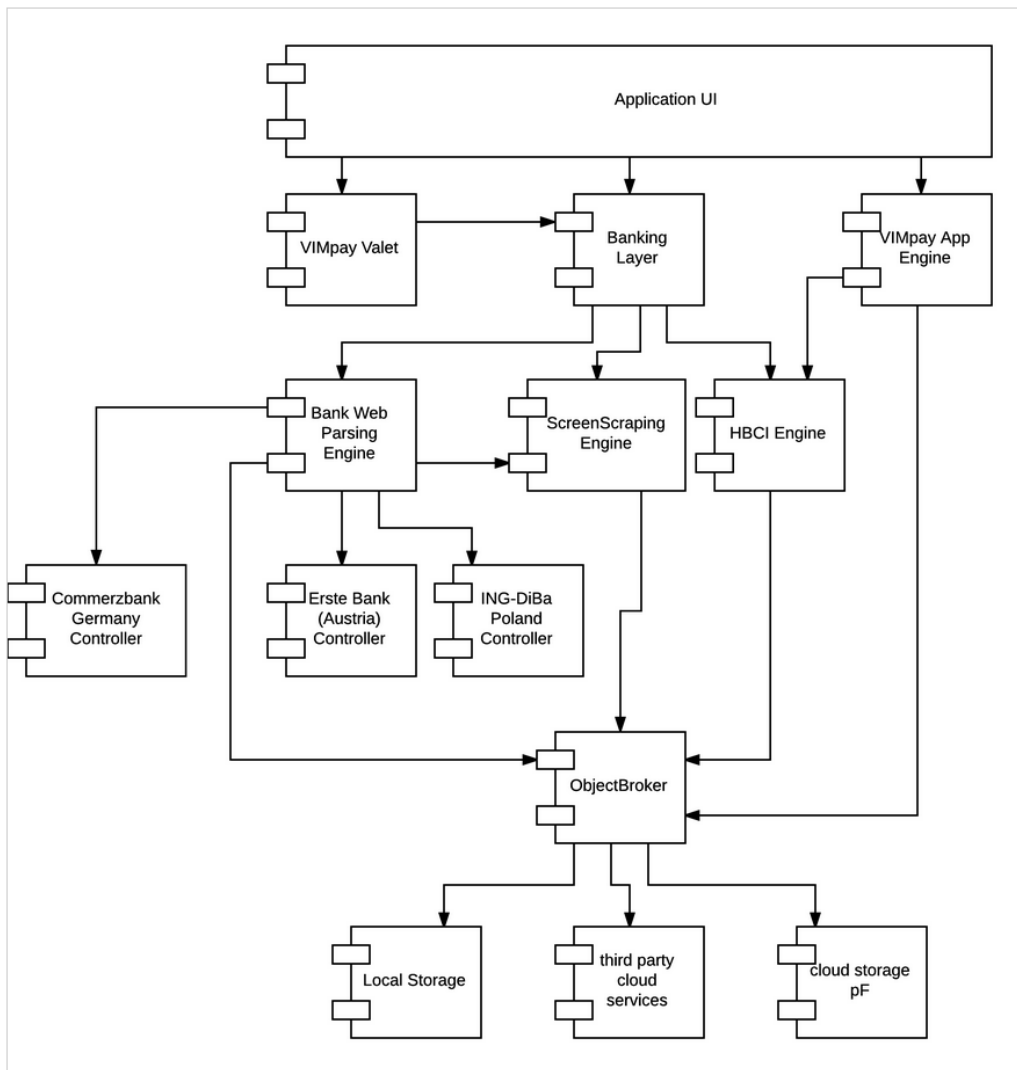 Application UI
VIMpay Valet
Banking
Layer
VIMpay App
Engine
Bank Web
Parsing
Engine
ScreenScraping
Engine
HBCI Engine
Commerzbank
Germany
Controller
Erste Bank
(Austria)
Controller
ING-DiBa
Poland
Controller
ObjectBroker
Local Storage
third party
cloud
services
cloud storage
pF